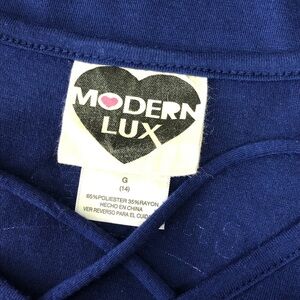 MODERN
LUX
G
(14)
65%POLIESTER 35%RAYON
HECHO EN CHINA
VER REVERSO PARA EL CUIDADO